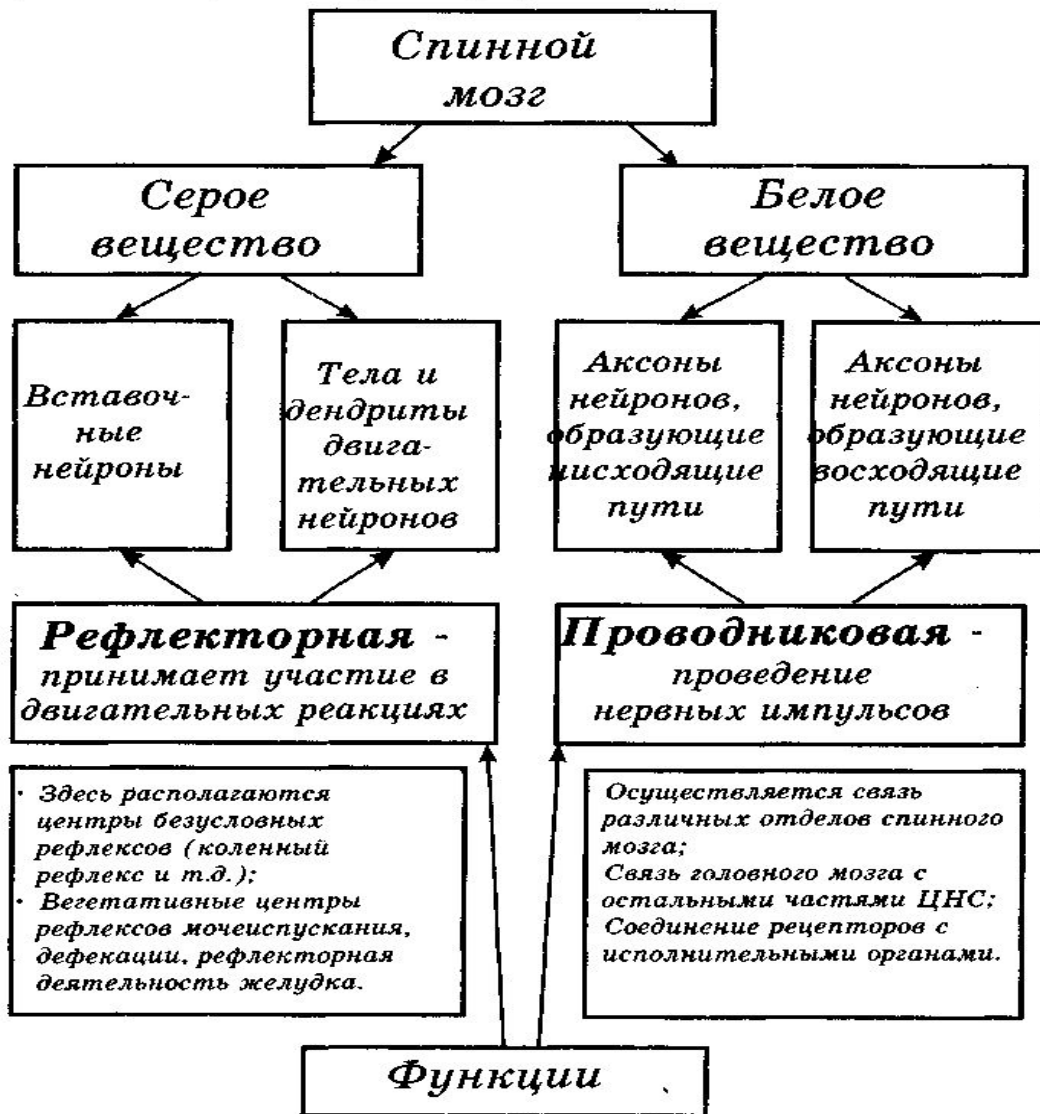 Спинной
мозг
Серое
вещество
Белое
вещество
Вставоч-
ные
нейроны
Тела и
дендриты
двига-
тельных
нейронов
Аксоны
нейронов,
образующие
нисходящие
пути
Аксоны
нейронов,
образующие
восходящие
пути
Рефлекторная -
принимает участие в
двигательных реакциях
Проводниковая -
проведение
нервных импульсов
· Здесь располагаются
центры безусловных
рефлексов (коленный
рефлекс и т.д.);
· Вегетативные центры
рефлексов мочеиспускания,
дефекации, рефлекторная
деятельность желудка.
Осуществляется связь
различных отделов спинного
мозга;
Связь головного мозга с
остальными частями ЦНС;
Соединение рецепторов с
исполнительными органами.
Функции